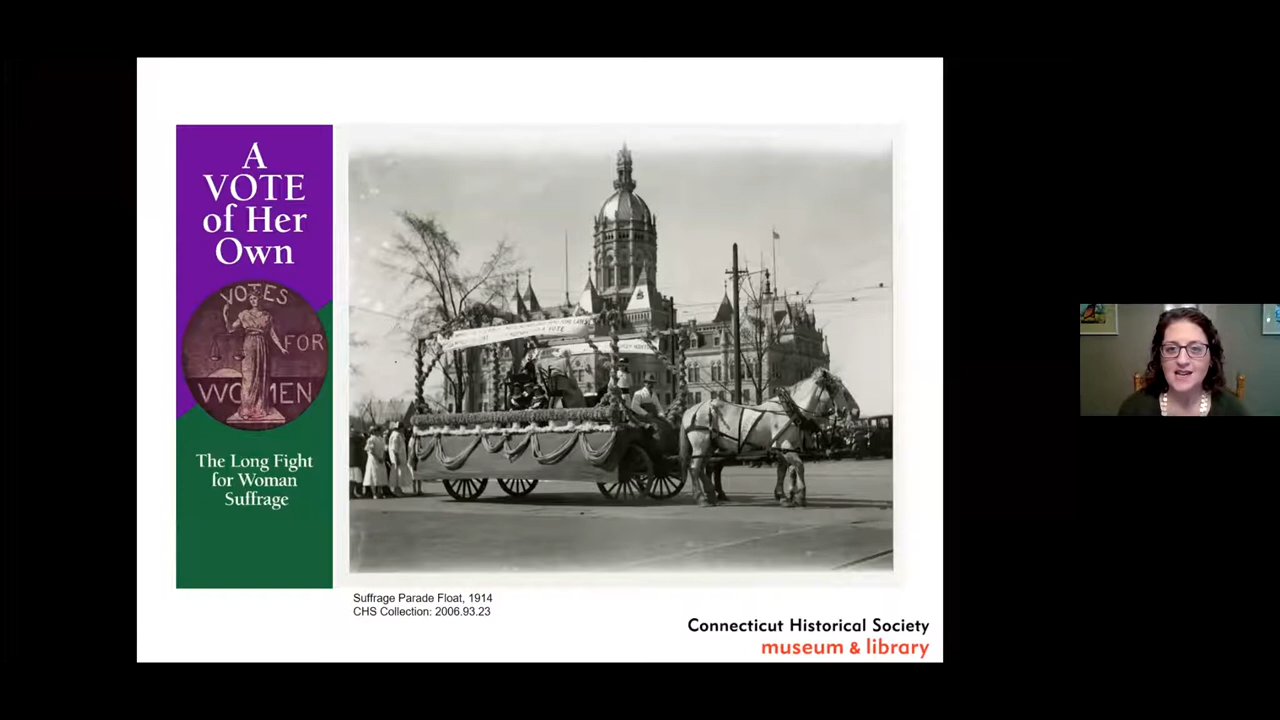 A
VOTE
of Her
Own
VOTES
FOR
WOMEN
The Long Fight
for Woman
Suffrage
A VOTE
Suffrage Parade Float, 1914
CHS Collection: 2006.93.23
Connecticut Historical Society
museum & library